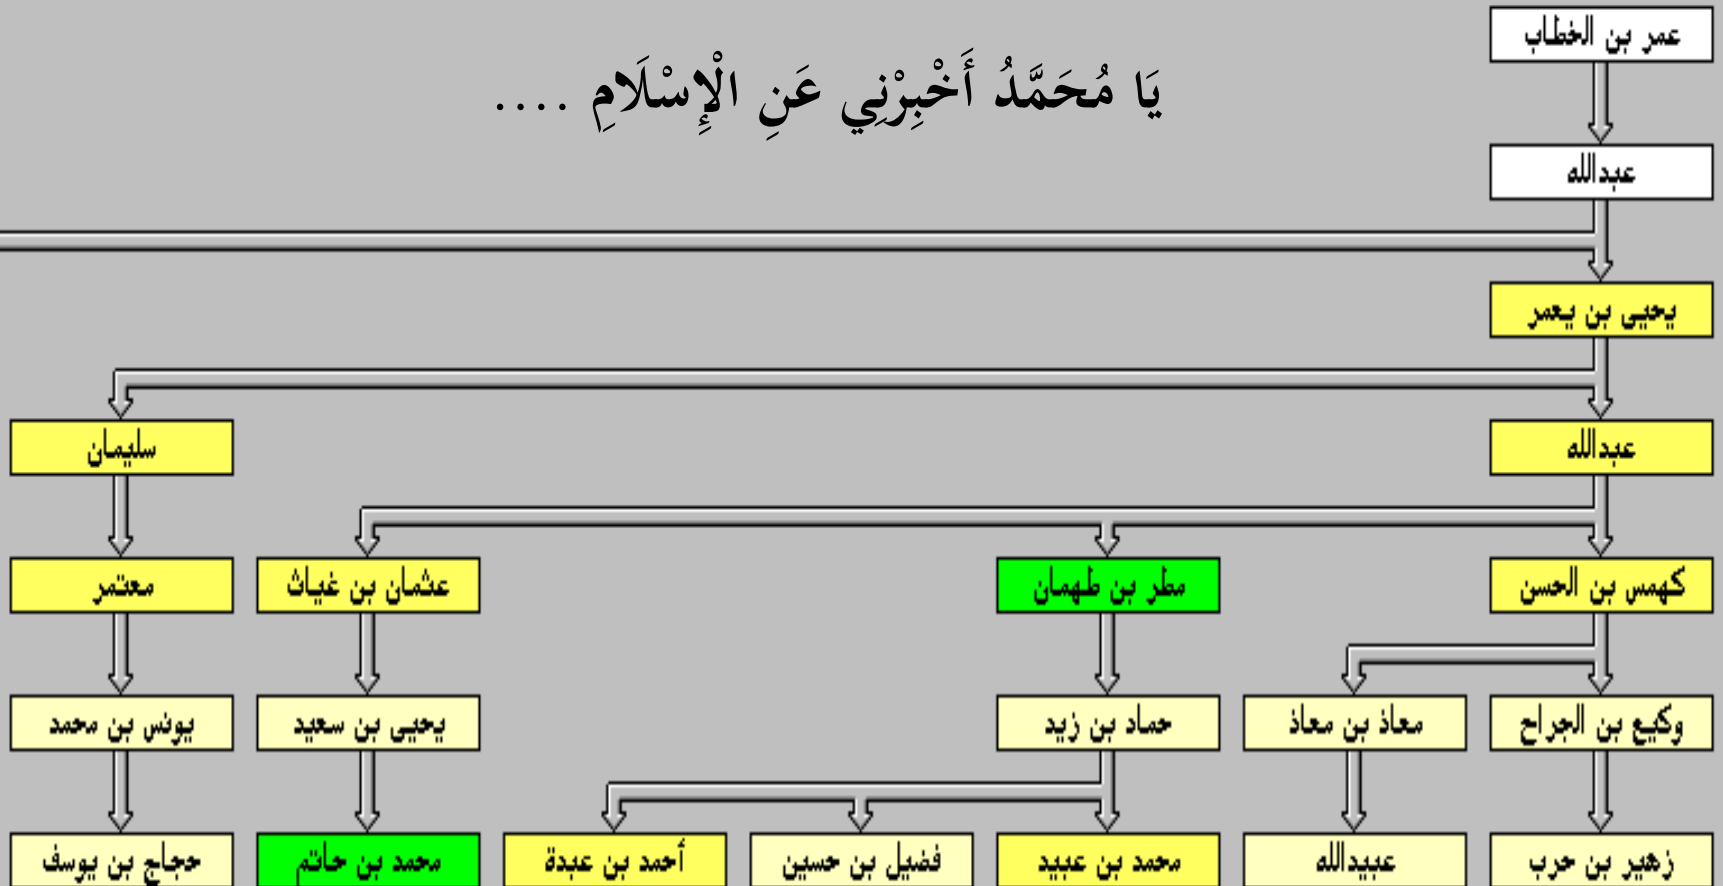 عمر بن الخطاب
يَا مُحَمَّدُ أَخْبِرْنِي عَنِ الْإِسْلَامِ ....
عبدالله
يحيى بن يعمر
عبدالله
سليمان
كهمس بن الحسن
مطر بن طهمان
عثمان بن غياث
معتمر
وكيع بن الجراح
معاذ بن معاذ
حماد بن زيد
يحيى بن سعيد
يونس بن محمد
زهير بن حرب
عبيدالله
محمد بن عبيد
فضيل بن حسين
أحمد بن عبدة
محمد بن حاتم
حجاج بن يوسف